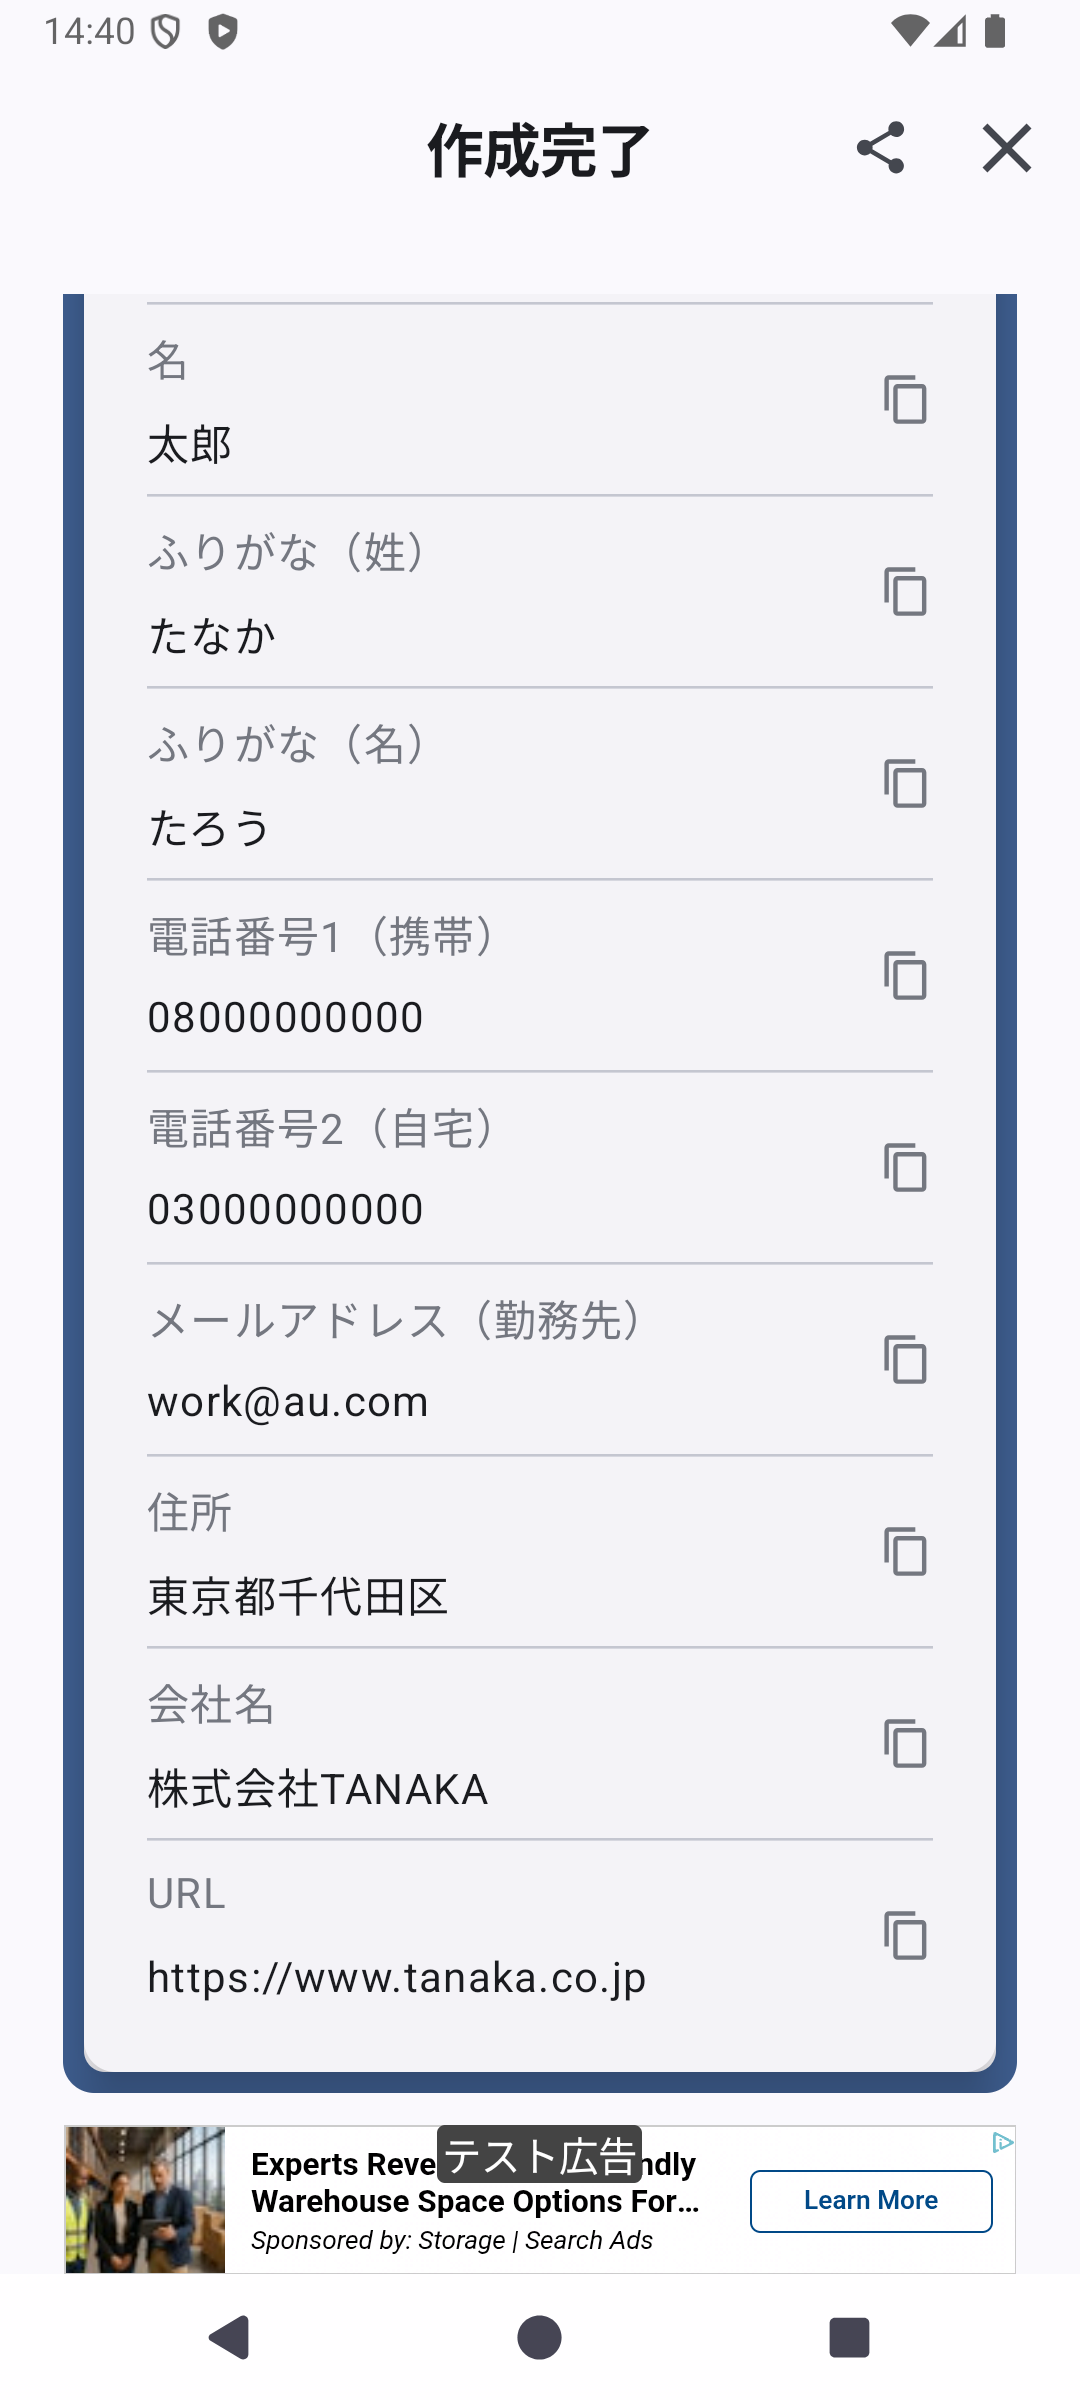 14:40
作成完了
名
太郎
ふりがな（姓）
たなか
ふりがな（名）
たろう
電話番号1（携帯）
08000000000
電話番号2（自宅）
03000000000
メールアドレス（勤務先）
work@au.com
住所
東京都千代田区
会社名
株式会社TANAKA
URL
https://www.tanaka.co.jp
テスト広告
Experts
Warehouse Space Options For...
Sponsored by: Storage | Search Ads
Learn More